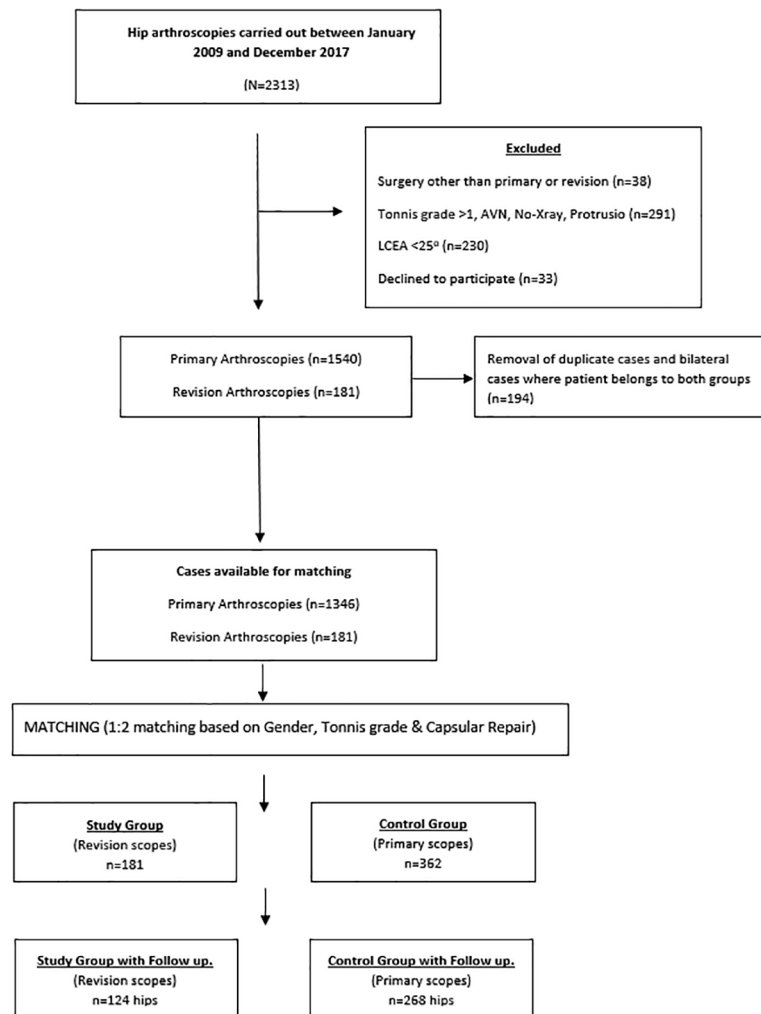 Hip arthroscopies carried out between January
2009 and December 2017
(N=2313)
Excluded
Surgery other than primary or revision (n=38)
Tonnis grade >1, AVN, No-Xray, Protrusio (n=291)
LCEA <25° (n=230)
Declined to participate (n=33)
Primary Arthroscopies (n=1540)
Revision Arthroscopies (n=181)
Removal of duplicate cases and bilateral
cases where patient belongs to both groups
(n=194)
Cases available for matching
Primary Arthroscopies (n=1346)
Revision Arthroscopies (n=181)
MATCHING (1:2 matching based on Gender, Tonnis grade & Capsular Repair)
Study Group
(Revision scopes)
n=181
Control Group
(Primary scopes)
n=362
Study Group with Follow up.
(Revision scopes)
n=124 hips
Control Group with Follow up.
(Primary scopes)
n=268 hips